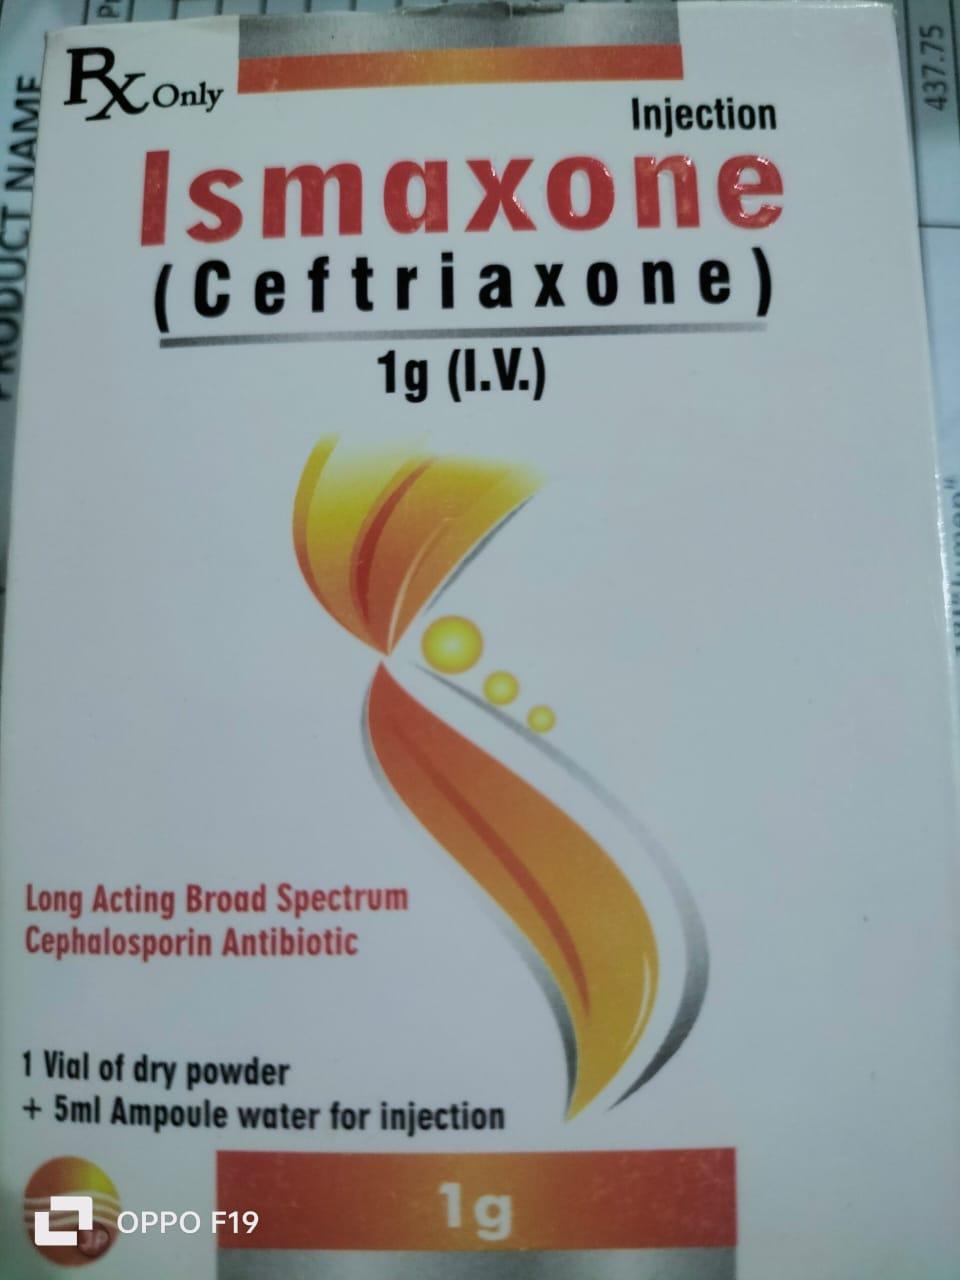 Rx Only
Injection
Ismaxone
(Ceftriaxone)
1g (I.V.)
Long Acting Broad Spectrum
Cephalosporin Antibiotic
1 Vial of dry powder
+ 5ml Ampoule water for injection
1g
JP
OPPO F19
PRODUCT NAME
437.75